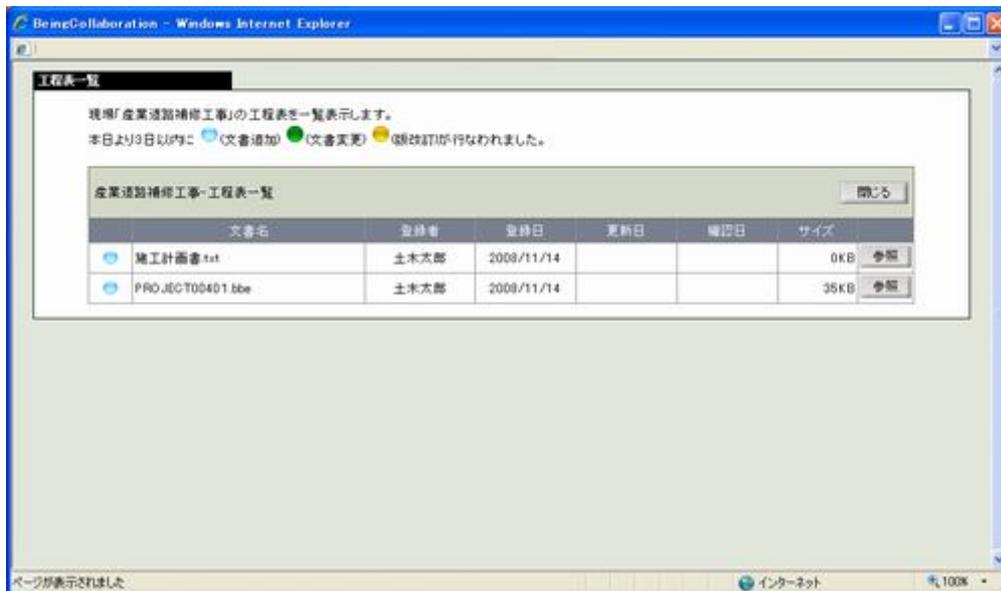 BeingCollaboration - Windows Internet Explorer
工程表一覧
現場「産業道路補修工事」の工程表を一覧表示します。
本日より3日以内に (文書追加) (文書変更) (版改訂)が行なわれました。
産業道路補修工事-工程表一覧 閉じる
文書名 登録者 登録日 更新日 確認日 サイズ
施工計画書.txt 土木太郎 2008/11/14 0KB 参照
PROJECT00401.bbe 土木太郎 2008/11/14 35KB 参照
ページが表示されました インターネット 100%